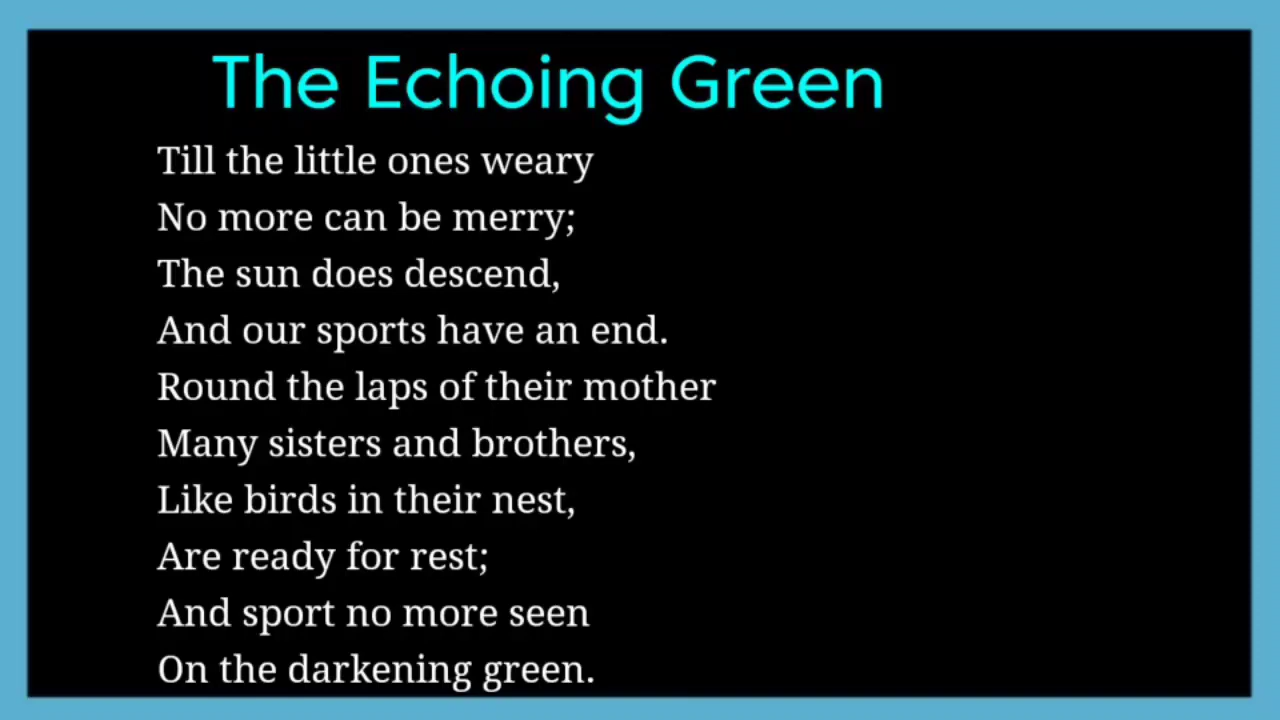 The Echoing Green
Till the little ones weary
No more can be merry;
The sun does descend,
And our sports have an end.
Round the laps of their mother
Many sisters and brothers,
Like birds in their nest,
Are ready for rest;
And sport no more seen
On the darkening green.